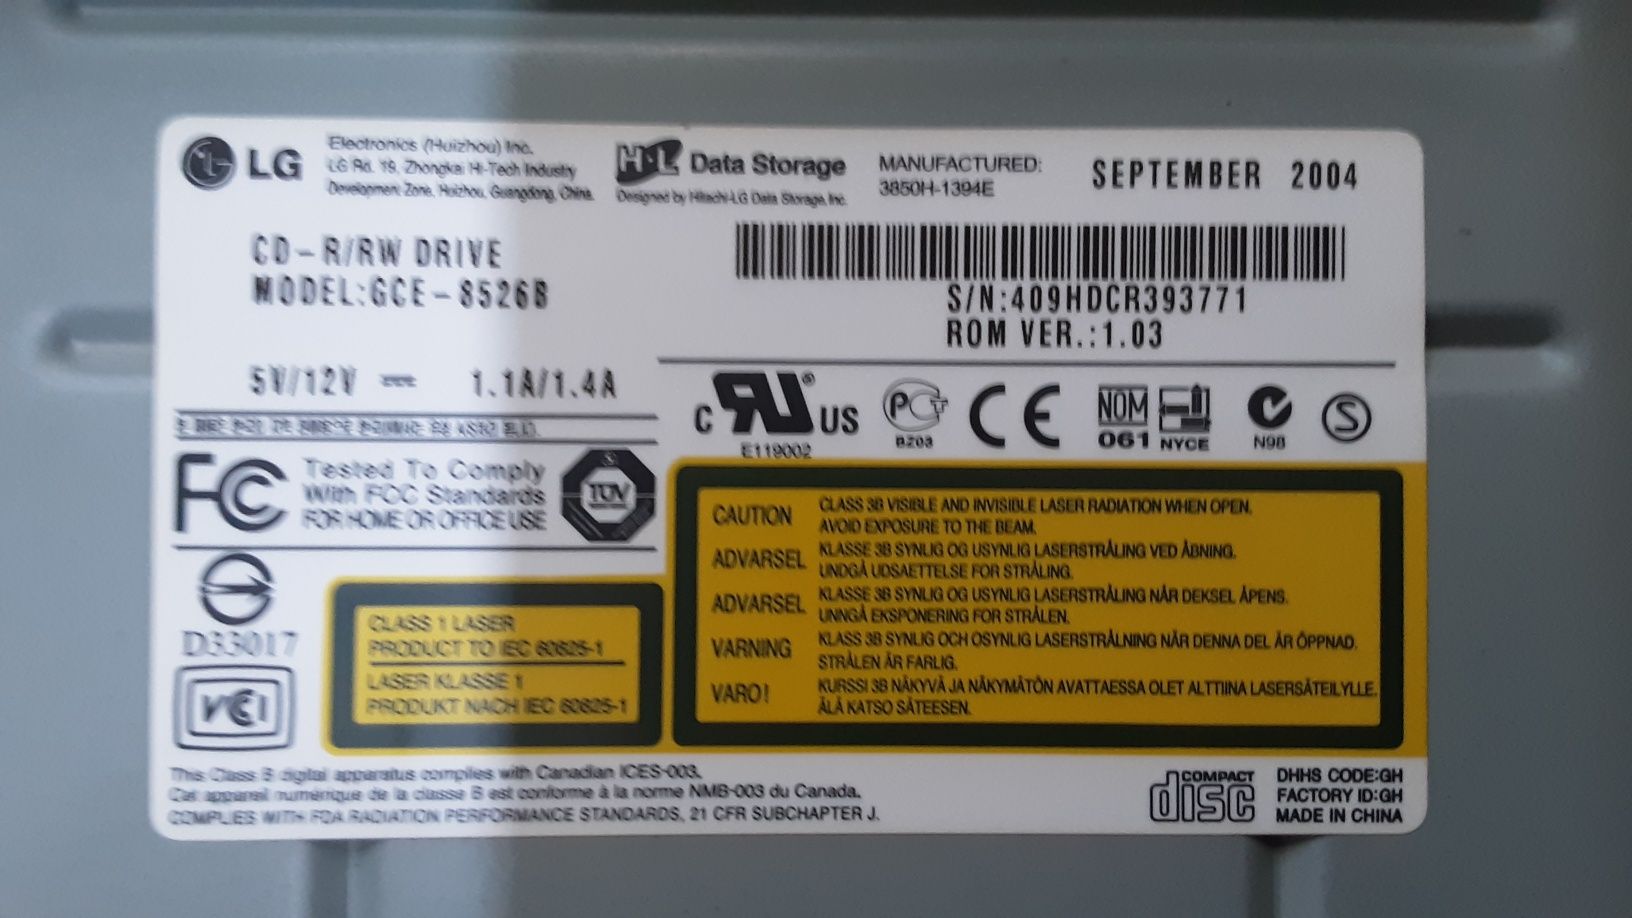 LG
Electronics (Huizhou) Inc.
LG Rd. 19, Zhongkai Hi-Tech Industry
Development Zone, Huizhou, Guangdong, China.
H·L Data Storage
Designed by Hitachi-LG Data Storage, Inc.
MANUFACTURED:
3850H-1394E
SEPTEMBER 2004
CD-R/RW DRIVE
MODEL:GCE-8526B
S/N:409HDCR393771
ROM VER.:1.03
5V/12V 1.1A/1.4A
FC
Tested To Comply
With FCC Standards
FOR HOME OR OFFICE USE
TÜV
C RU ® US
E119002
PCT
BZ03
CE
NOM
061
NYCE
N98
S
D33017
VCCI
CLASS 1 LASER
PRODUCT TO IEC 60825-1
LASER KLASSE 1
PRODUKT NACH IEC 60825-1
CAUTION CLASS 3B VISIBLE AND INVISIBLE LASER RADIATION WHEN OPEN.
AVOID EXPOSURE TO THE BEAM.
ADVARSEL KLASSE 3B SYNLIG OG USYNLIG LASERSTRÅLING VED ÅBNING.
UNDGÅ UDSAETTELSE FOR STRÅLING.
ADVARSEL KLASSE 3B SYNLIG OG USYNLIG LASERSTRÅLING NÅR DEKSEL ÅPENS.
UNNGÅ EKSPONERING FOR STRÅLEN.
VARNING KLASS 3B SYNLIG OCH OSYNLIG LASERSTRÅLNING NÄR DENNA DEL ÄR ÖPPNAD.
STRÅLEN ÄR FARLIG.
VARO! KURSSI 3B NÄKYVÄ JA NÄKYMÄTÖN AVATTAESSA OLET ALTTIINA LASERSÄTEILYLLE.
ÄLÄ KATSO SÄTEESEN.
This Class B digital apparatus complies with Canadian ICES-003.
Cet appareil numérique de la classe B est conforme à la norme NMB-003 du Canada.
COMPLIES WITH FDA RADIATION PERFORMANCE STANDARDS, 21 CFR SUBCHAPTER J.
COMPACT
disc
DHHS CODE:GH
FACTORY ID:GH
MADE IN CHINA